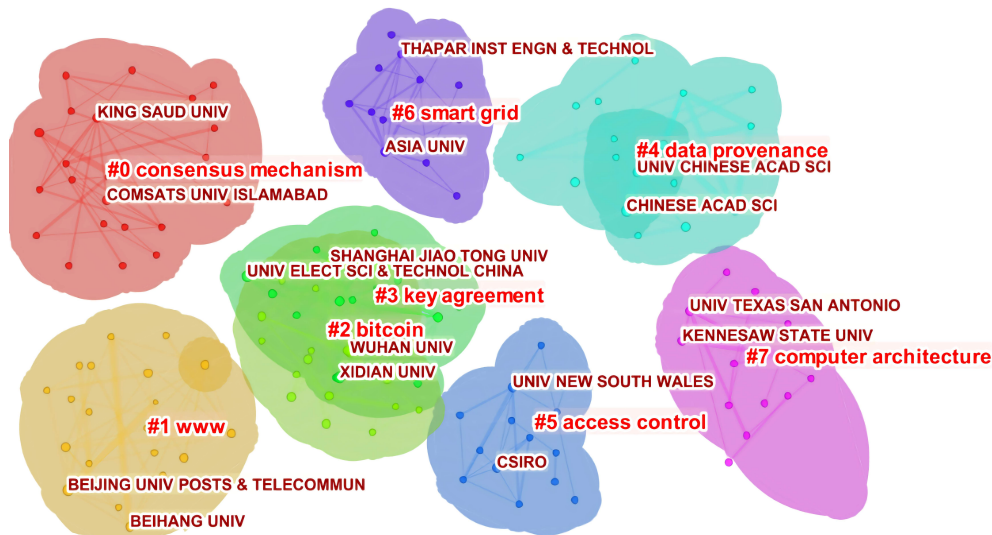 THAPAR INST ENGN & TECHNOL
KING SAUD UNIV
#6 smart grid
ASIA UNIV
#4 data provenance
UNIV CHINESE ACAD SCI
#0 consensus mechanism
COMSATS UNIV ISLAMABAD
CHINESE ACAD SCI
SHANGHAI JIAO TONG UNIV
UNIV ELECT SCI & TECHNOL CHINA
#3 key agreement
UNIV TEXAS SAN ANTONIO
#2 bitcoin
WUHAN UNIV
KENNESAW STATE UNIV
#7 computer architecture
XIDIAN UNIV
UNIV NEW SOUTH WALES
#1 www
#5 access control
CSIRO
BEIJING UNIV POSTS & TELECOMMUN
BEIHANG UNIV